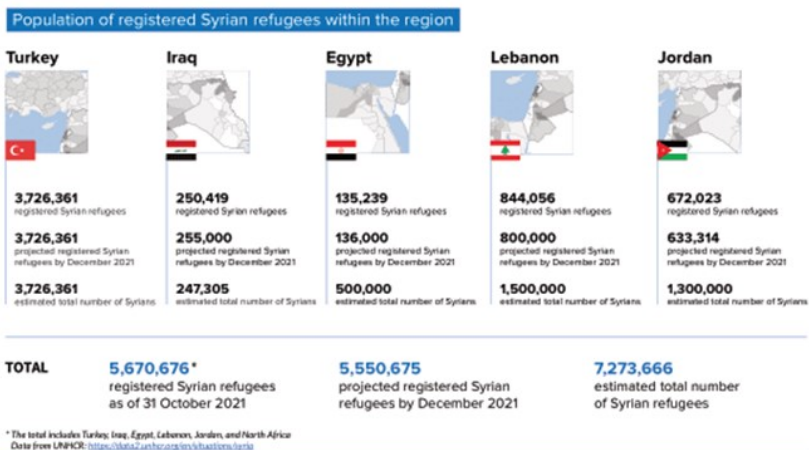 Population of registered Syrian refugees within the region
Turkey
3,726,361
registered Syrian refugees
3,726,361
projected registered Syrian
refugees by December 2021
3,726,361
estimated total number of Syrians
Iraq
250,419
registered Syrian refugees
255,000
projected registered Syrian
refugees by December 2021
247,305
estimated total number of Syrians
Egypt
135,239
registered Syrian refugees
136,000
projected registered Syrian
refugees by December 2021
500,000
estimated total number of Syrians
Lebanon
844,056
registered Syrian refugees
800,000
projected registered Syrian
refugees by December 2021
1,500,000
estimated total number of Syrians
Jordan
672,023
registered Syrian refugees
633,314
projected registered Syrian
refugees by December 2021
1,300,000
estimated total number of Syrians
TOTAL
5,670,676*
registered Syrian refugees
as of 31 October 2021
5,550,675
projected registered Syrian
refugees by December 2021
7,273,666
estimated total number
of Syrian refugees
* The total includes Turkey, Iraq, Egypt, Lebanon, Jordan, and North Africa
Data from UNHCR: https://data2.unhcr.org/en/situations/syria